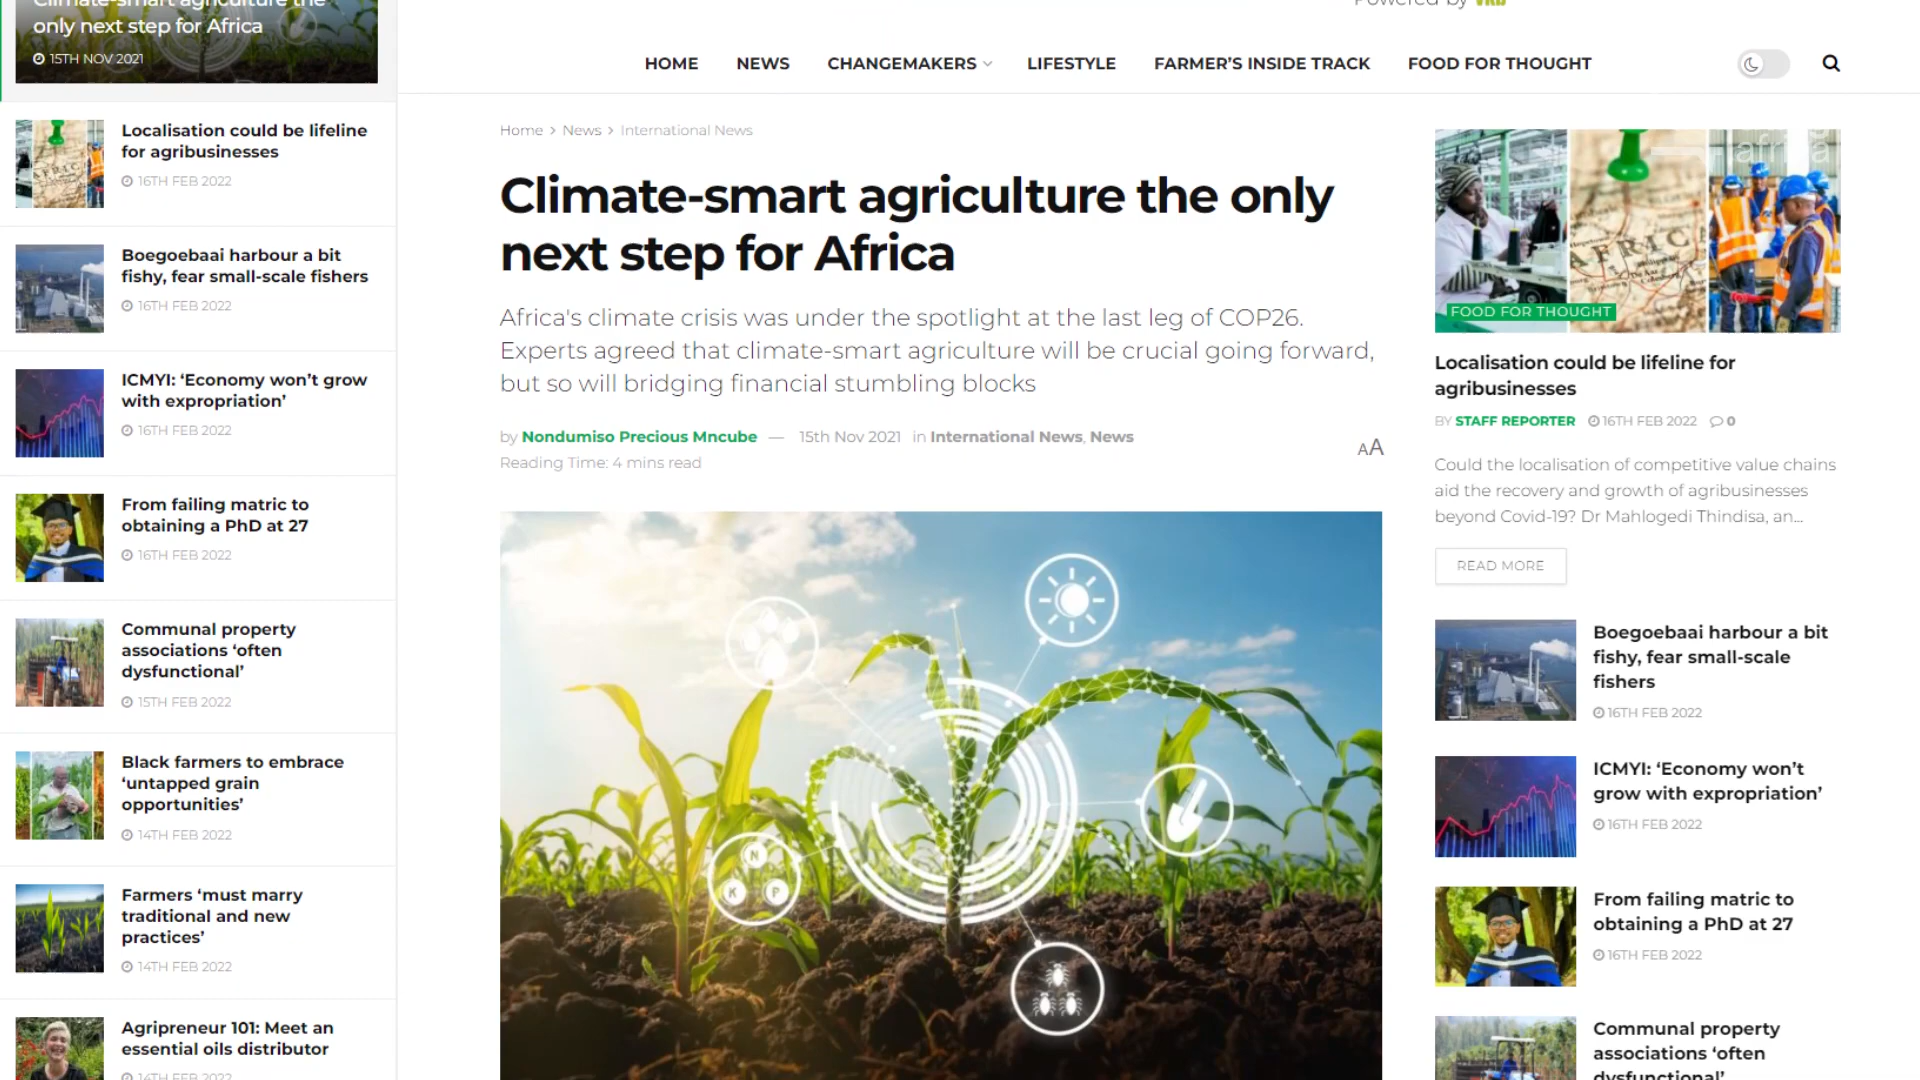 Climate-smart agriculture the
only next step for Africa
15TH NOV 2021
Localisation could be lifeline
for agribusinesses
16TH FEB 2022
Boegoebaai harbour a bit
fishy, fear small-scale fishers
16TH FEB 2022
ICMYI: ‘Economy won’t grow
with expropriation’
16TH FEB 2022
From failing matric to
obtaining a PhD at 27
16TH FEB 2022
Communal property
associations ‘often
dysfunctional’
15TH FEB 2022
Black farmers to embrace
‘untapped grain
opportunities’
14TH FEB 2022
Farmers ‘must marry
traditional and new
practices’
14TH FEB 2022
Agripreneur 101: Meet an
essential oils distributor
14TH FEB 2022
Powered by VKB
HOME NEWS CHANGEMAKERS LIFESTYLE FARMER’S INSIDE TRACK FOOD FOR THOUGHT
Home > News > International News
Climate-smart agriculture the only
next step for Africa
Africa's climate crisis was under the spotlight at the last leg of COP26.
Experts agreed that climate-smart agriculture will be crucial going forward,
but so will bridging financial stumbling blocks
by Nondumiso Precious Mncube — 15th Nov 2021 in International News, News
Reading Time: 4 mins read
AA
N
K P
AFRIC
FOOD FOR THOUGHT
Localisation could be lifeline for
agribusinesses
BY STAFF REPORTER 16TH FEB 2022 0
Could the localisation of competitive value chains
aid the recovery and growth of agribusinesses
beyond Covid-19? Dr Mahlogedi Thindisa, an...
READ MORE
Boegoebaai harbour a bit
fishy, fear small-scale
fishers
16TH FEB 2022
ICMYI: ‘Economy won’t
grow with expropriation’
16TH FEB 2022
From failing matric to
obtaining a PhD at 27
16TH FEB 2022
Communal property
associations ‘often
dysfunctional’